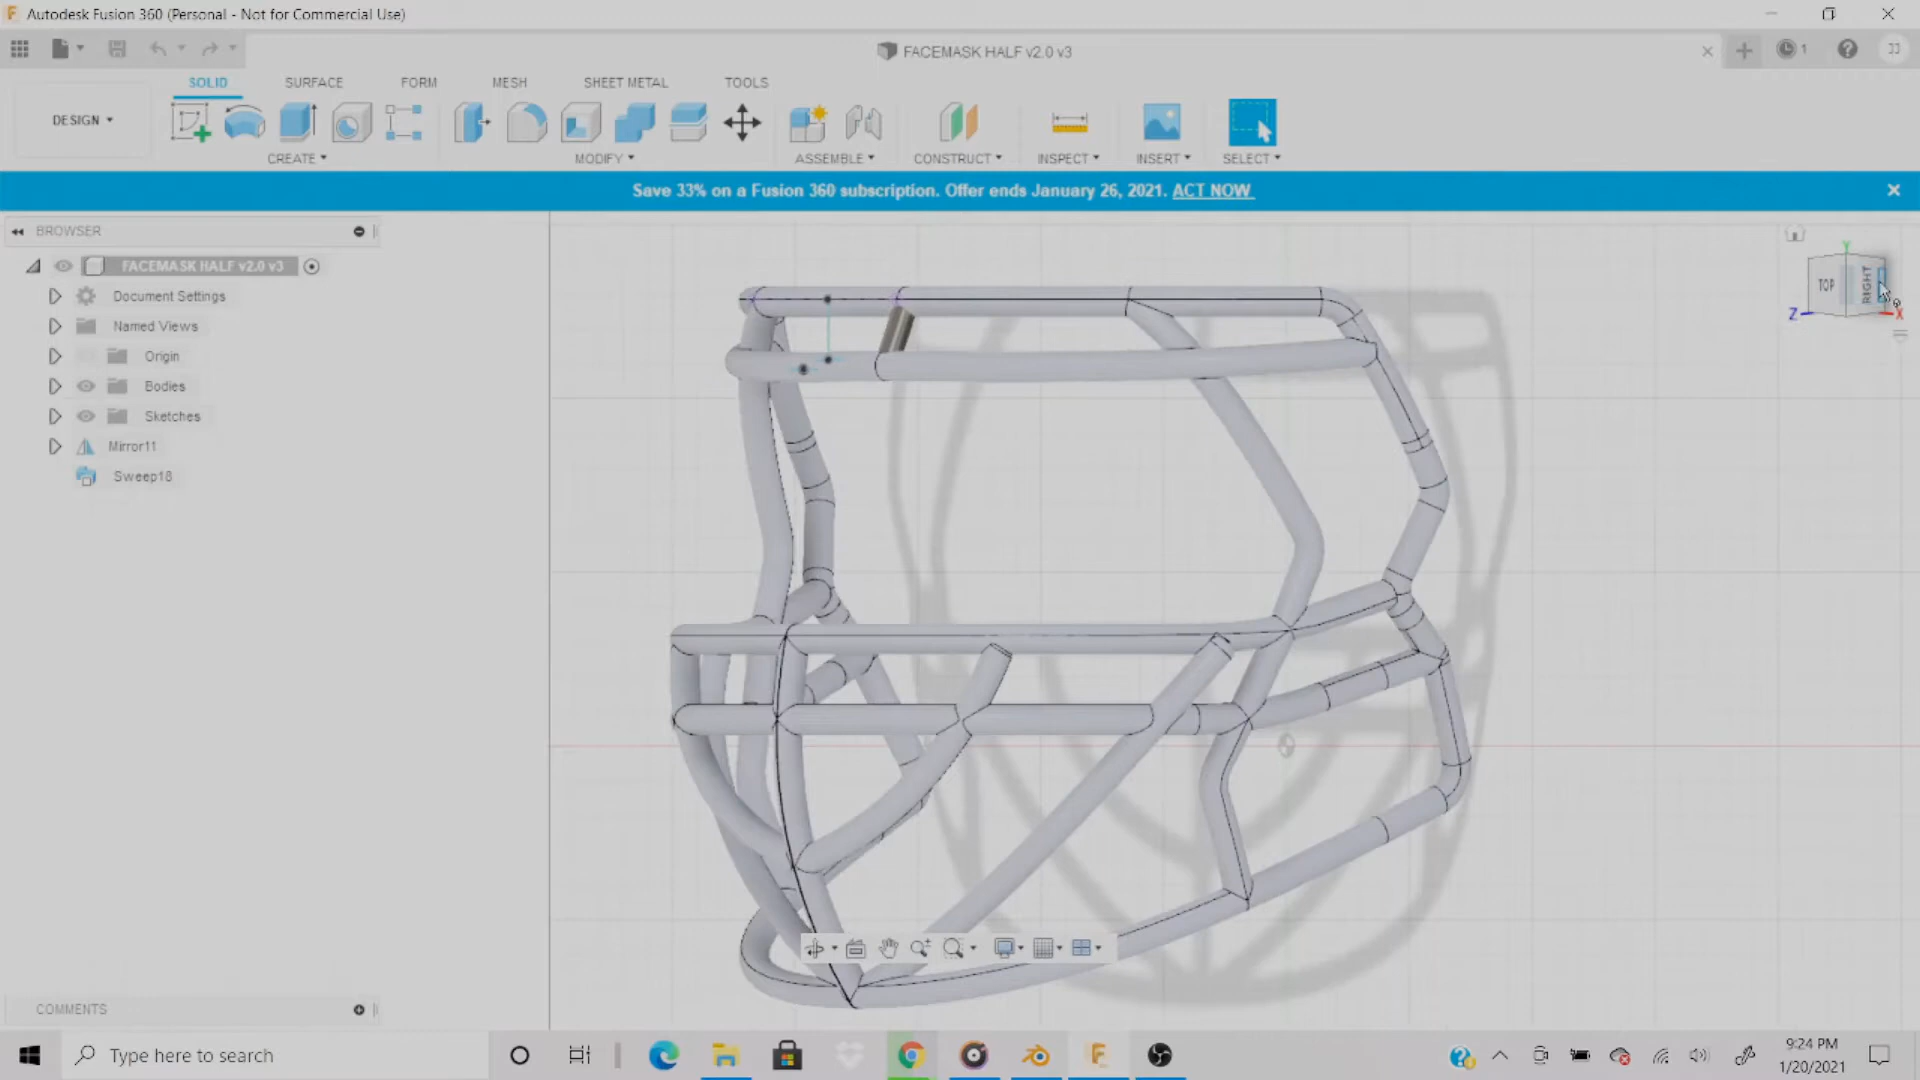 Autodesk Fusion 360 (Personal - Not for Commercial Use)
FACEMASK HALF v2.0 v3
1
JJ
SOLID
SURFACE
FORM
MESH
SHEET METAL
TOOLS
DESIGN
CREATE
MODIFY
ASSEMBLE
CONSTRUCT
INSPECT
INSERT
SELECT
Save 33% on a Fusion 360 subscription. Offer ends January 26, 2021. ACT NOW
BROWSER
FACEMASK HALF v2.0 v3
Document Settings
Named Views
Origin
Bodies
Sketches
Mirror11
Sweep18
Y
TOP
RIGHT
Z
X
COMMENTS
Type here to search
9:24 PM
1/20/2021